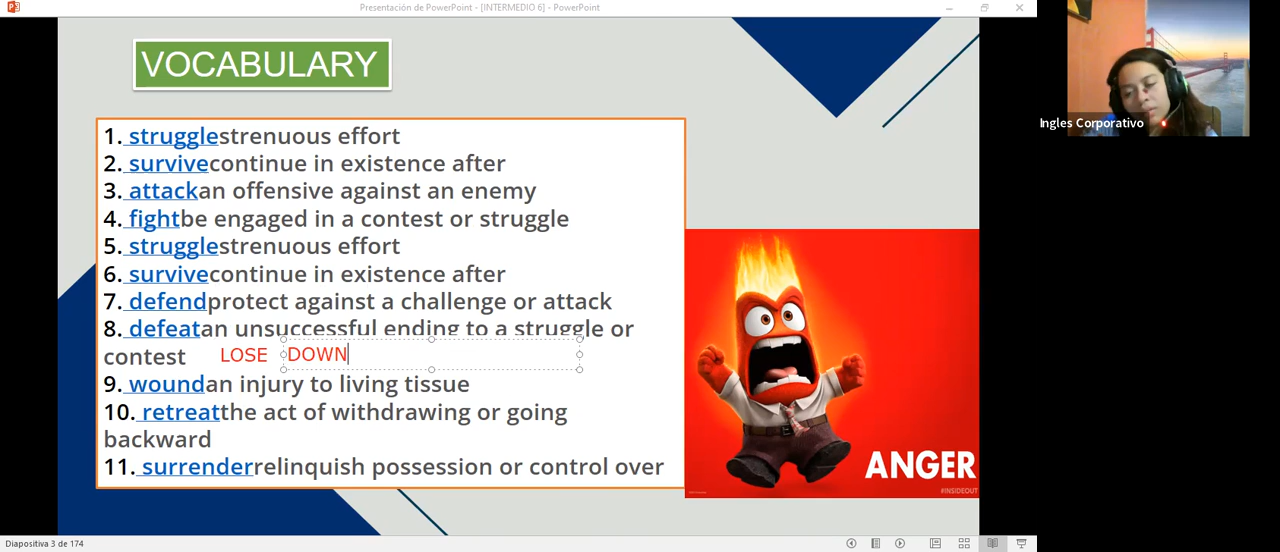 Presentación de PowerPoint - [INTERMEDIO 6] - PowerPoint
VOCABULARY
1. strugglestrenuous effort
2. survivecontinue in existence after
3. attackan offensive against an enemy
4. fightbe engaged in a contest or struggle
5. strugglestrenuous effort
6. survivecontinue in existence after
7. defendprotect against a challenge or attack
8. defeatan unsuccessful ending to a struggle or
contest LOSE DOWN
9. woundan injury to living tissue
10. retreatthe act of withdrawing or going
backward
11. surrenderrelinquish possession or control over
ANGER
#INSIDEOUT
Ingles Corporativo
Diapositiva 3 de 174